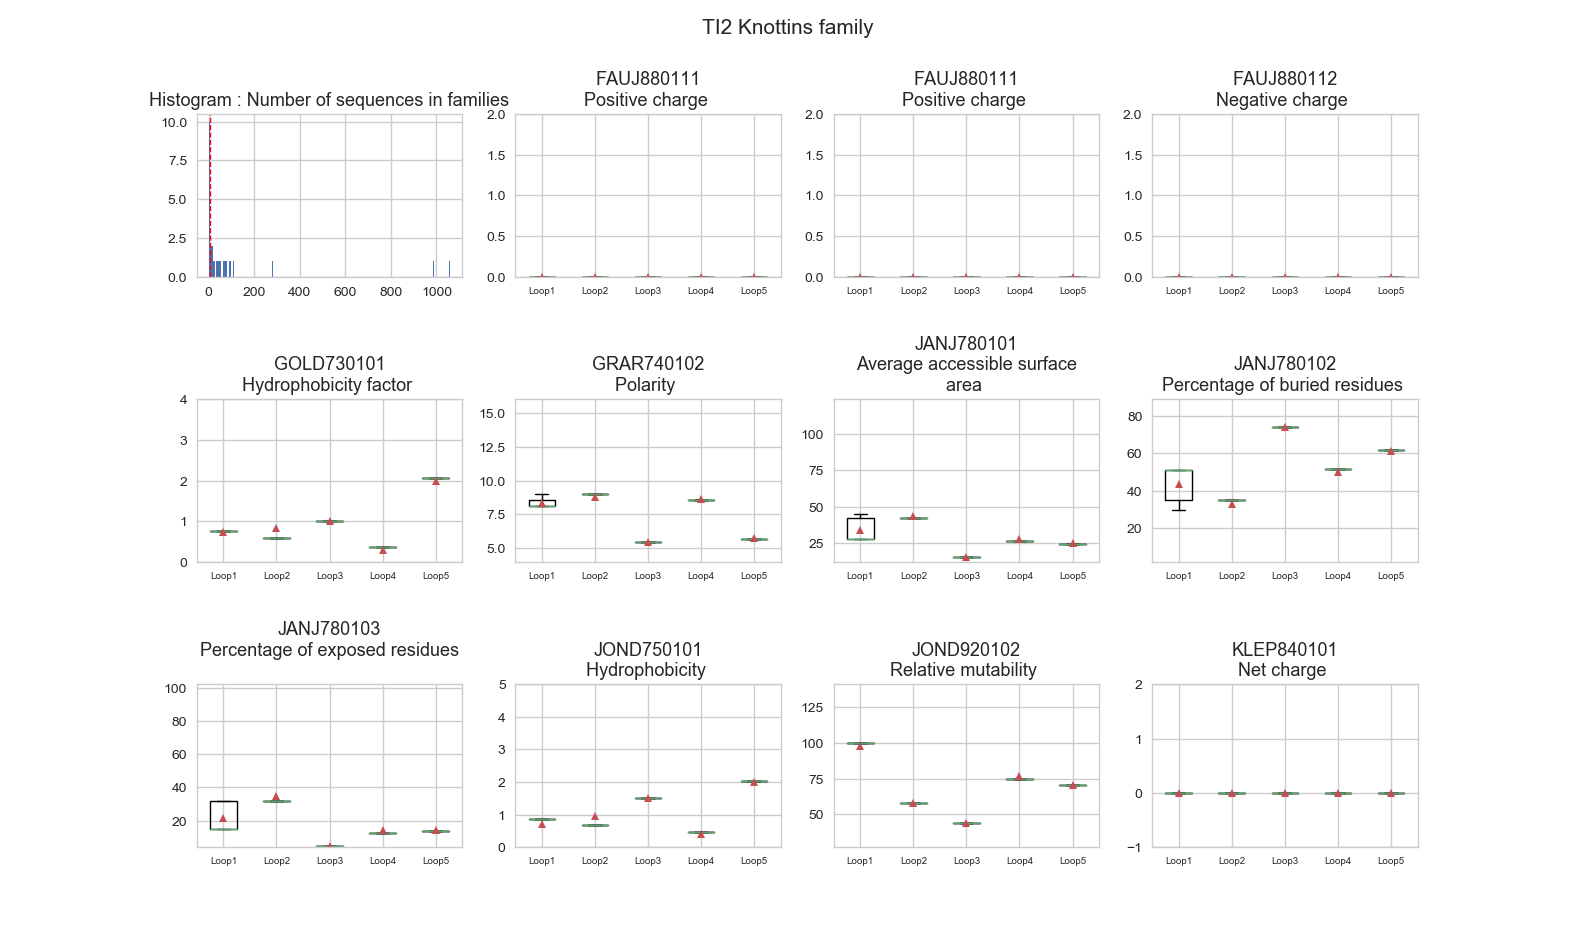 TI2 Knottins family
Histogram : Number of sequences in families
10.0
7.5
5.0
2.5
0.0
0 200 400 600 800 1000
FAUJ880111
Positive charge
2.0
1.5
1.0
0.5
0.0
Loop1 Loop2 Loop3 Loop4 Loop5
FAUJ880111
Positive charge
2.0
1.5
1.0
0.5
0.0
Loop1 Loop2 Loop3 Loop4 Loop5
FAUJ880112
Negative charge
2.0
1.5
1.0
0.5
0.0
Loop1 Loop2 Loop3 Loop4 Loop5
GOLD730101
Hydrophobicity factor
4
3
2
1
0
Loop1 Loop2 Loop3 Loop4 Loop5
GRAR740102
Polarity
15.0
12.5
10.0
7.5
5.0
Loop1 Loop2 Loop3 Loop4 Loop5
JANJ780101
Average accessible surface
area
100
75
50
25
Loop1 Loop2 Loop3 Loop4 Loop5
JANJ780102
Percentage of buried residues
80
60
40
20
Loop1 Loop2 Loop3 Loop4 Loop5
JANJ780103
Percentage of exposed residues
100
80
60
40
20
Loop1 Loop2 Loop3 Loop4 Loop5
JOND750101
Hydrophobicity
5
4
3
2
1
0
Loop1 Loop2 Loop3 Loop4 Loop5
JOND920102
Relative mutability
125
100
75
50
Loop1 Loop2 Loop3 Loop4 Loop5
KLEP840101
Net charge
2
1
0
−1
Loop1 Loop2 Loop3 Loop4 Loop5